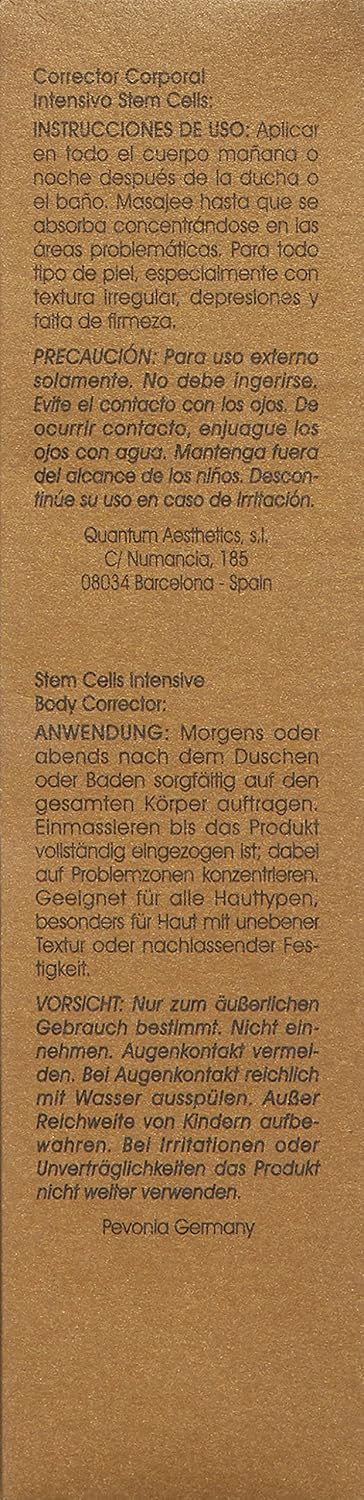 Corrector Corporal
Intensivo Stem Cells:
INSTRUCCIONES DE USO: Aplicar
en todo el cuerpo mañana o
noche después de la ducha o
el baño. Masajee hasta que se
absorba concentrándose en las
áreas problemáticas. Para todo
tipo de piel, especialmente con
textura irregular, depresiones y
falta de firmeza.
PRECAUCIÓN: Para uso externo
solamente. No debe ingerirse.
Evite el contacto con los ojos. De
ocurrir contacto, enjuague los
ojos con agua. Mantenga fuera
del alcance de los niños. Descon-
tinúe su uso en caso de irritación.
Quantum Aesthetics, s.l.
C/ Numancia, 185
08034 Barcelona - Spain
Stem Cells Intensive
Body Corrector:
ANWENDUNG: Morgens oder
abends nach dem Duschen
oder Baden sorgfältig auf den
gesamten Körper auftragen.
Einmassieren bis das Produkt
vollständig eingezogen ist; dabei
auf Problemzonen konzentrieren.
Geeignet für alle Hauttypen,
besonders für Haut mit unebener
Textur oder nachlassender Fes-
tigkeit.
VORSICHT: Nur zum äußerlichen
Gebrauch bestimmt. Nicht ein-
nehmen. Augenkontakt vermei-
den. Bei Augenkontakt reichlich
mit Wasser ausspülen. Außer
Reichweite von Kindern aufbe-
wahren. Bei Irritationen oder
Unverträglichkeiten das Produkt
nicht weiter verwenden.
Pevonia Germany